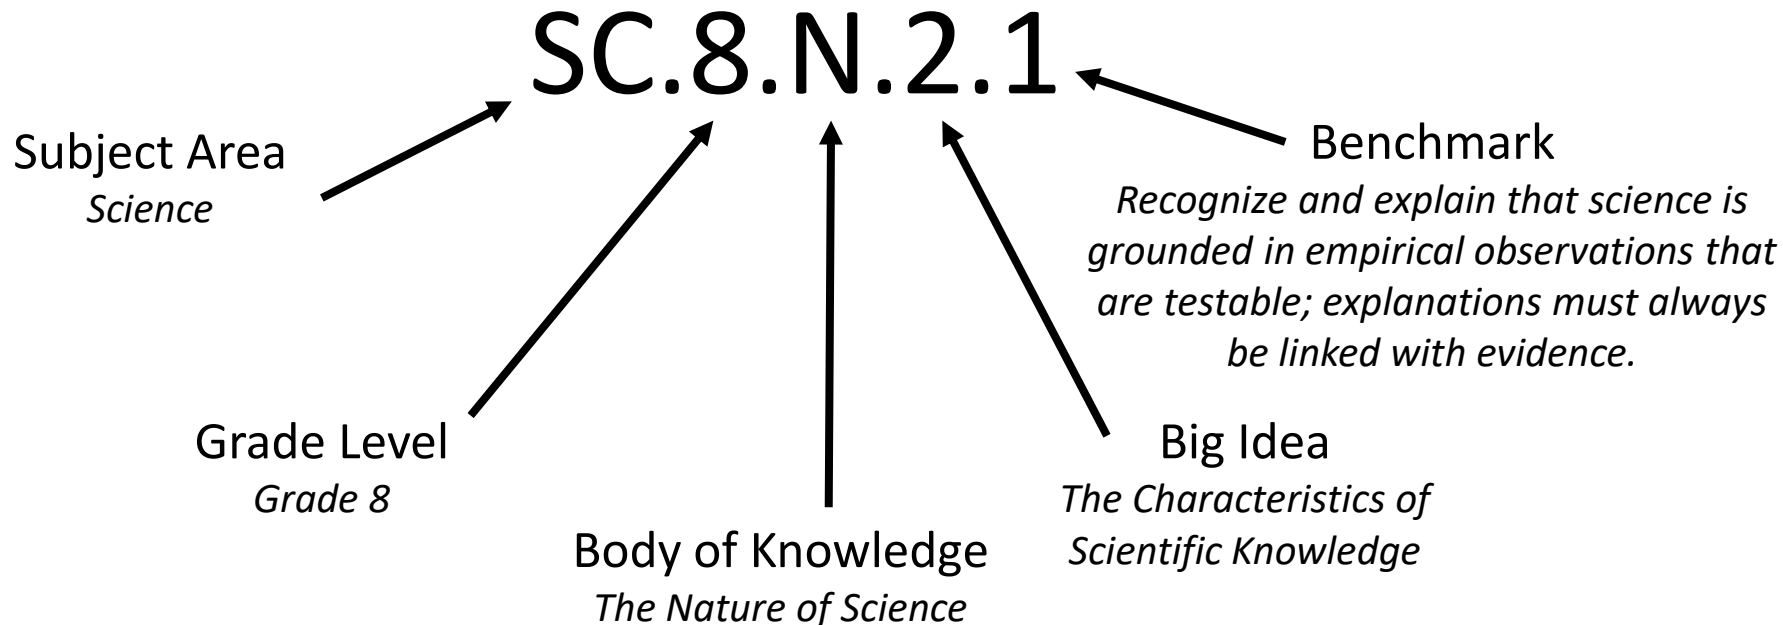 SC.8.N.2.1
Subject Area
Science
Benchmark
Recognize and explain that science is
grounded in empirical observations that
are testable; explanations must always
be linked with evidence.
Grade Level
Grade 8
Big Idea
The Characteristics of
Scientific Knowledge
Body of Knowledge
The Nature of Science